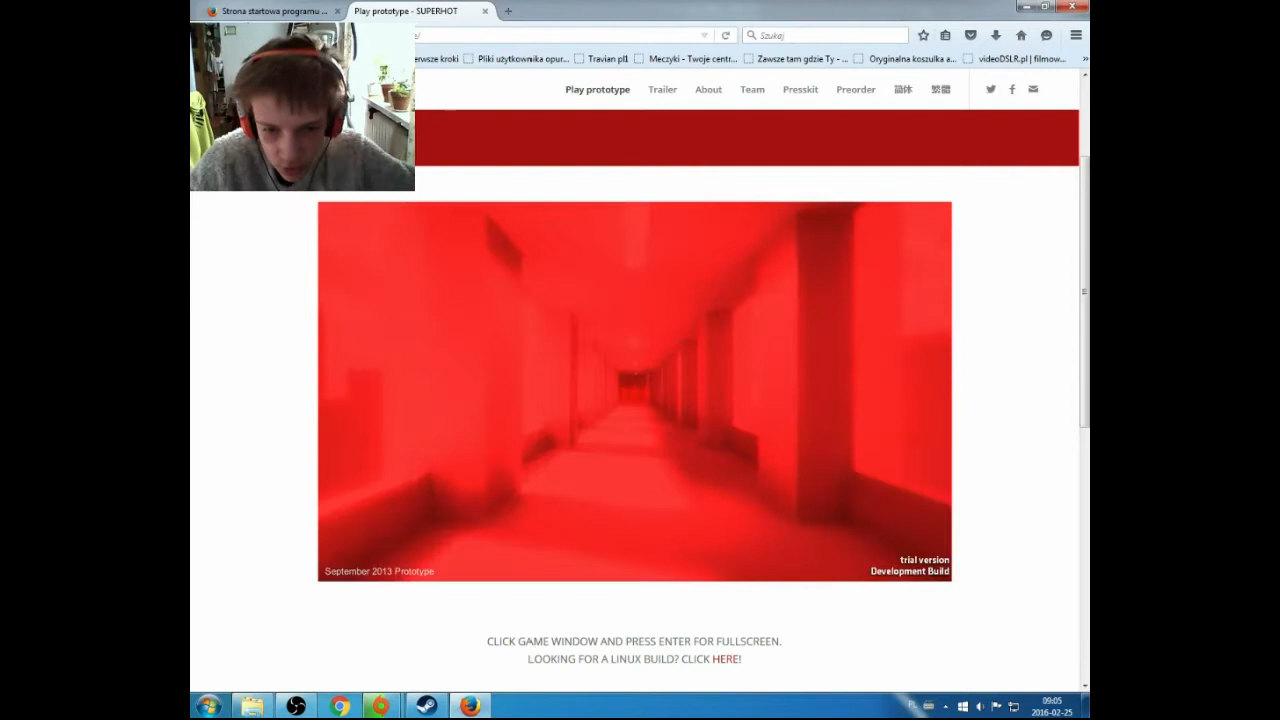 Strona startowa programu ...
Play prototype - SUPERHOT
Szukaj
erwsze kroki
Pliki użytkownika opur...
Travian pl1
Meczyki - Twoje centr...
Zawsze tam gdzie Ty - ...
Oryginalna koszulka a...
videoDSLR.pl | filmow...
Play prototype
Trailer
About
Team
Presskit
Preorder
简体
繁體
trial version
September 2013 Prototype
Development Build
CLICK GAME WINDOW AND PRESS ENTER FOR FULLSCREEN.
LOOKING FOR A LINUX BUILD? CLICK HERE!
PL
09:05
2016-02-25